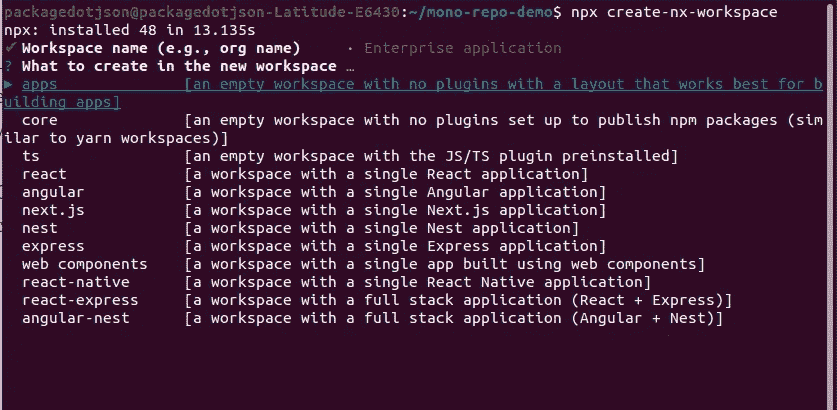 packagedotjson@packagedotjson-Latitude-E6430:~/mono-repo-demo$ npx create-nx-workspace
npx: installed 48 in 13.135s
✔ Workspace name (e.g., org name) · Enterprise application
? What to create in the new workspace …
▶ apps [an empty workspace with no plugins with a layout that works best for b
uilding apps]
core [an empty workspace with no plugins set up to publish npm packages (sim
ilar to yarn workspaces)]
ts [an empty workspace with the JS/TS plugin preinstalled]
react [a workspace with a single React application]
angular [a workspace with a single Angular application]
next.js [a workspace with a single Next.js application]
nest [a workspace with a single Nest application]
express [a workspace with a single Express application]
web components [a workspace with a single app built using web components]
react-native [a workspace with a single React Native application]
react-express [a workspace with a full stack application (React + Express)]
angular-nest [a workspace with a full stack application (Angular + Nest)]